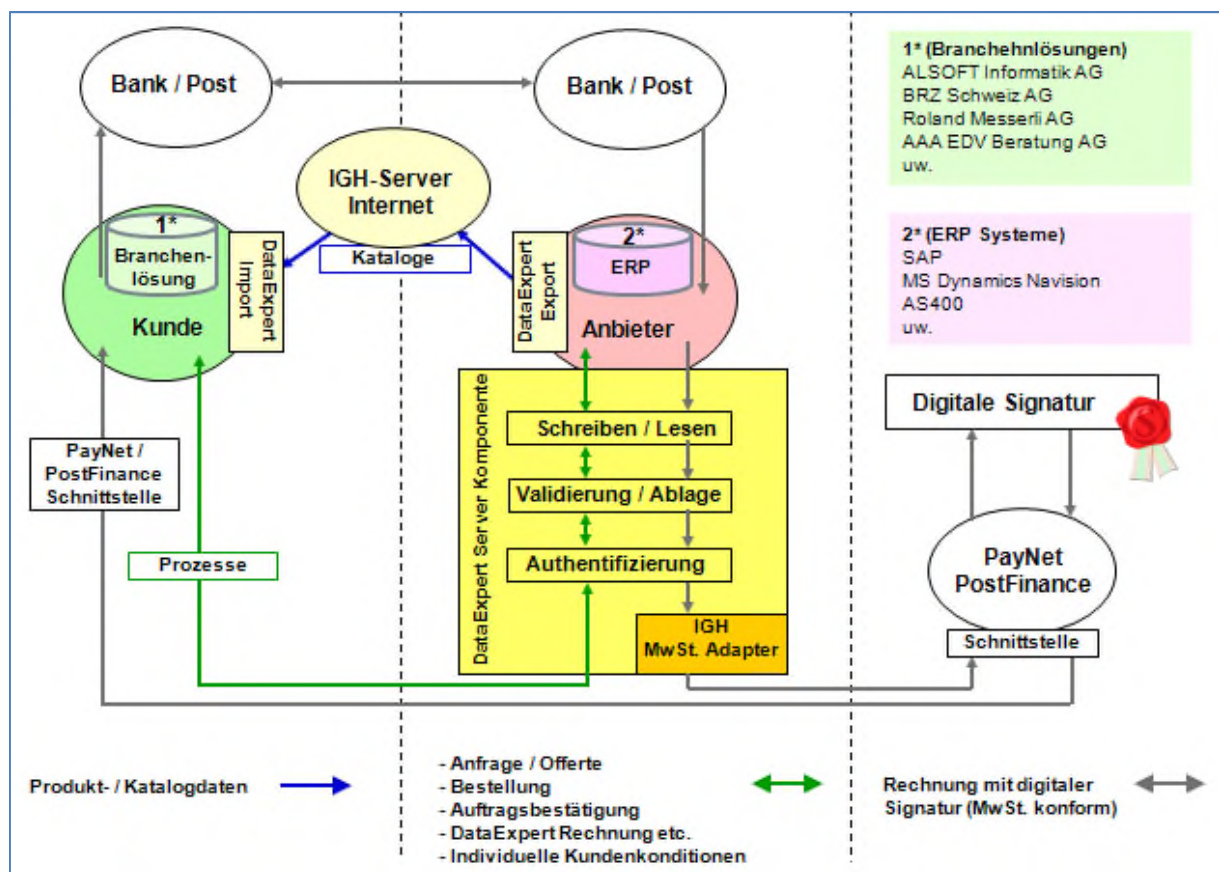 Bank / Post
Bank / Post
IGH-Server
Internet
Kataloge
1*
Branchen-
lösung
Kunde
DataExpert
Import
2*
ERP
Anbieter
DataExpert
Export
1* (Branchehnlösungen)
ALSOFT Informatik AG
BRZ Schweiz AG
Roland Messerli AG
AAA EDV Beratung AG
uw.
2* (ERP Systeme)
SAP
MS Dynamics Navision
AS400
uw.
PayNet /
PostFinance
Schnittstelle
Prozesse
DataExpert Server Komponente
Schreiben / Lesen
Validierung / Ablage
Authentifizierung
IGH
MwSt. Adapter
Digitale Signatur
PayNet
PostFinance
Schnittstelle
Produkt- / Katalogdaten
- Anfrage / Offerte
- Bestellung
- Auftragsbestätigung
- DataExpert Rechnung etc.
- Individuelle Kundenkonditionen
Rechnung mit digitaler
Signatur (MwSt. konform)